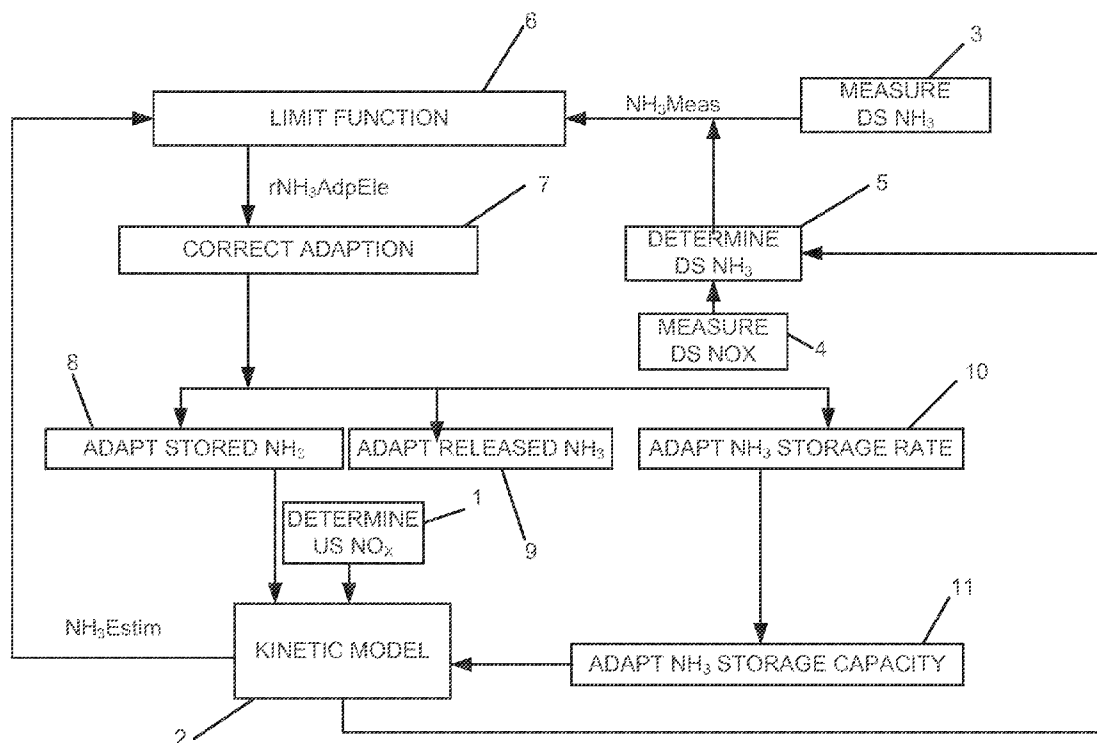 6
3
LIMIT FUNCTION
NH₃Meas
MEASURE
DS NH₃
rNH₃AdpEle
7
5
CORRECT ADAPTION
DETERMINE
DS NH₃
MEASURE
DS NOX
4
8
10
ADAPT STORED NH₃
ADAPT RELEASED NH₃
ADAPT NH₃ STORAGE RATE
1
DETERMINE
US NOₓ
9
11
NH₃Estim
KINETIC MODEL
ADAPT NH₃ STORAGE CAPACITY
2